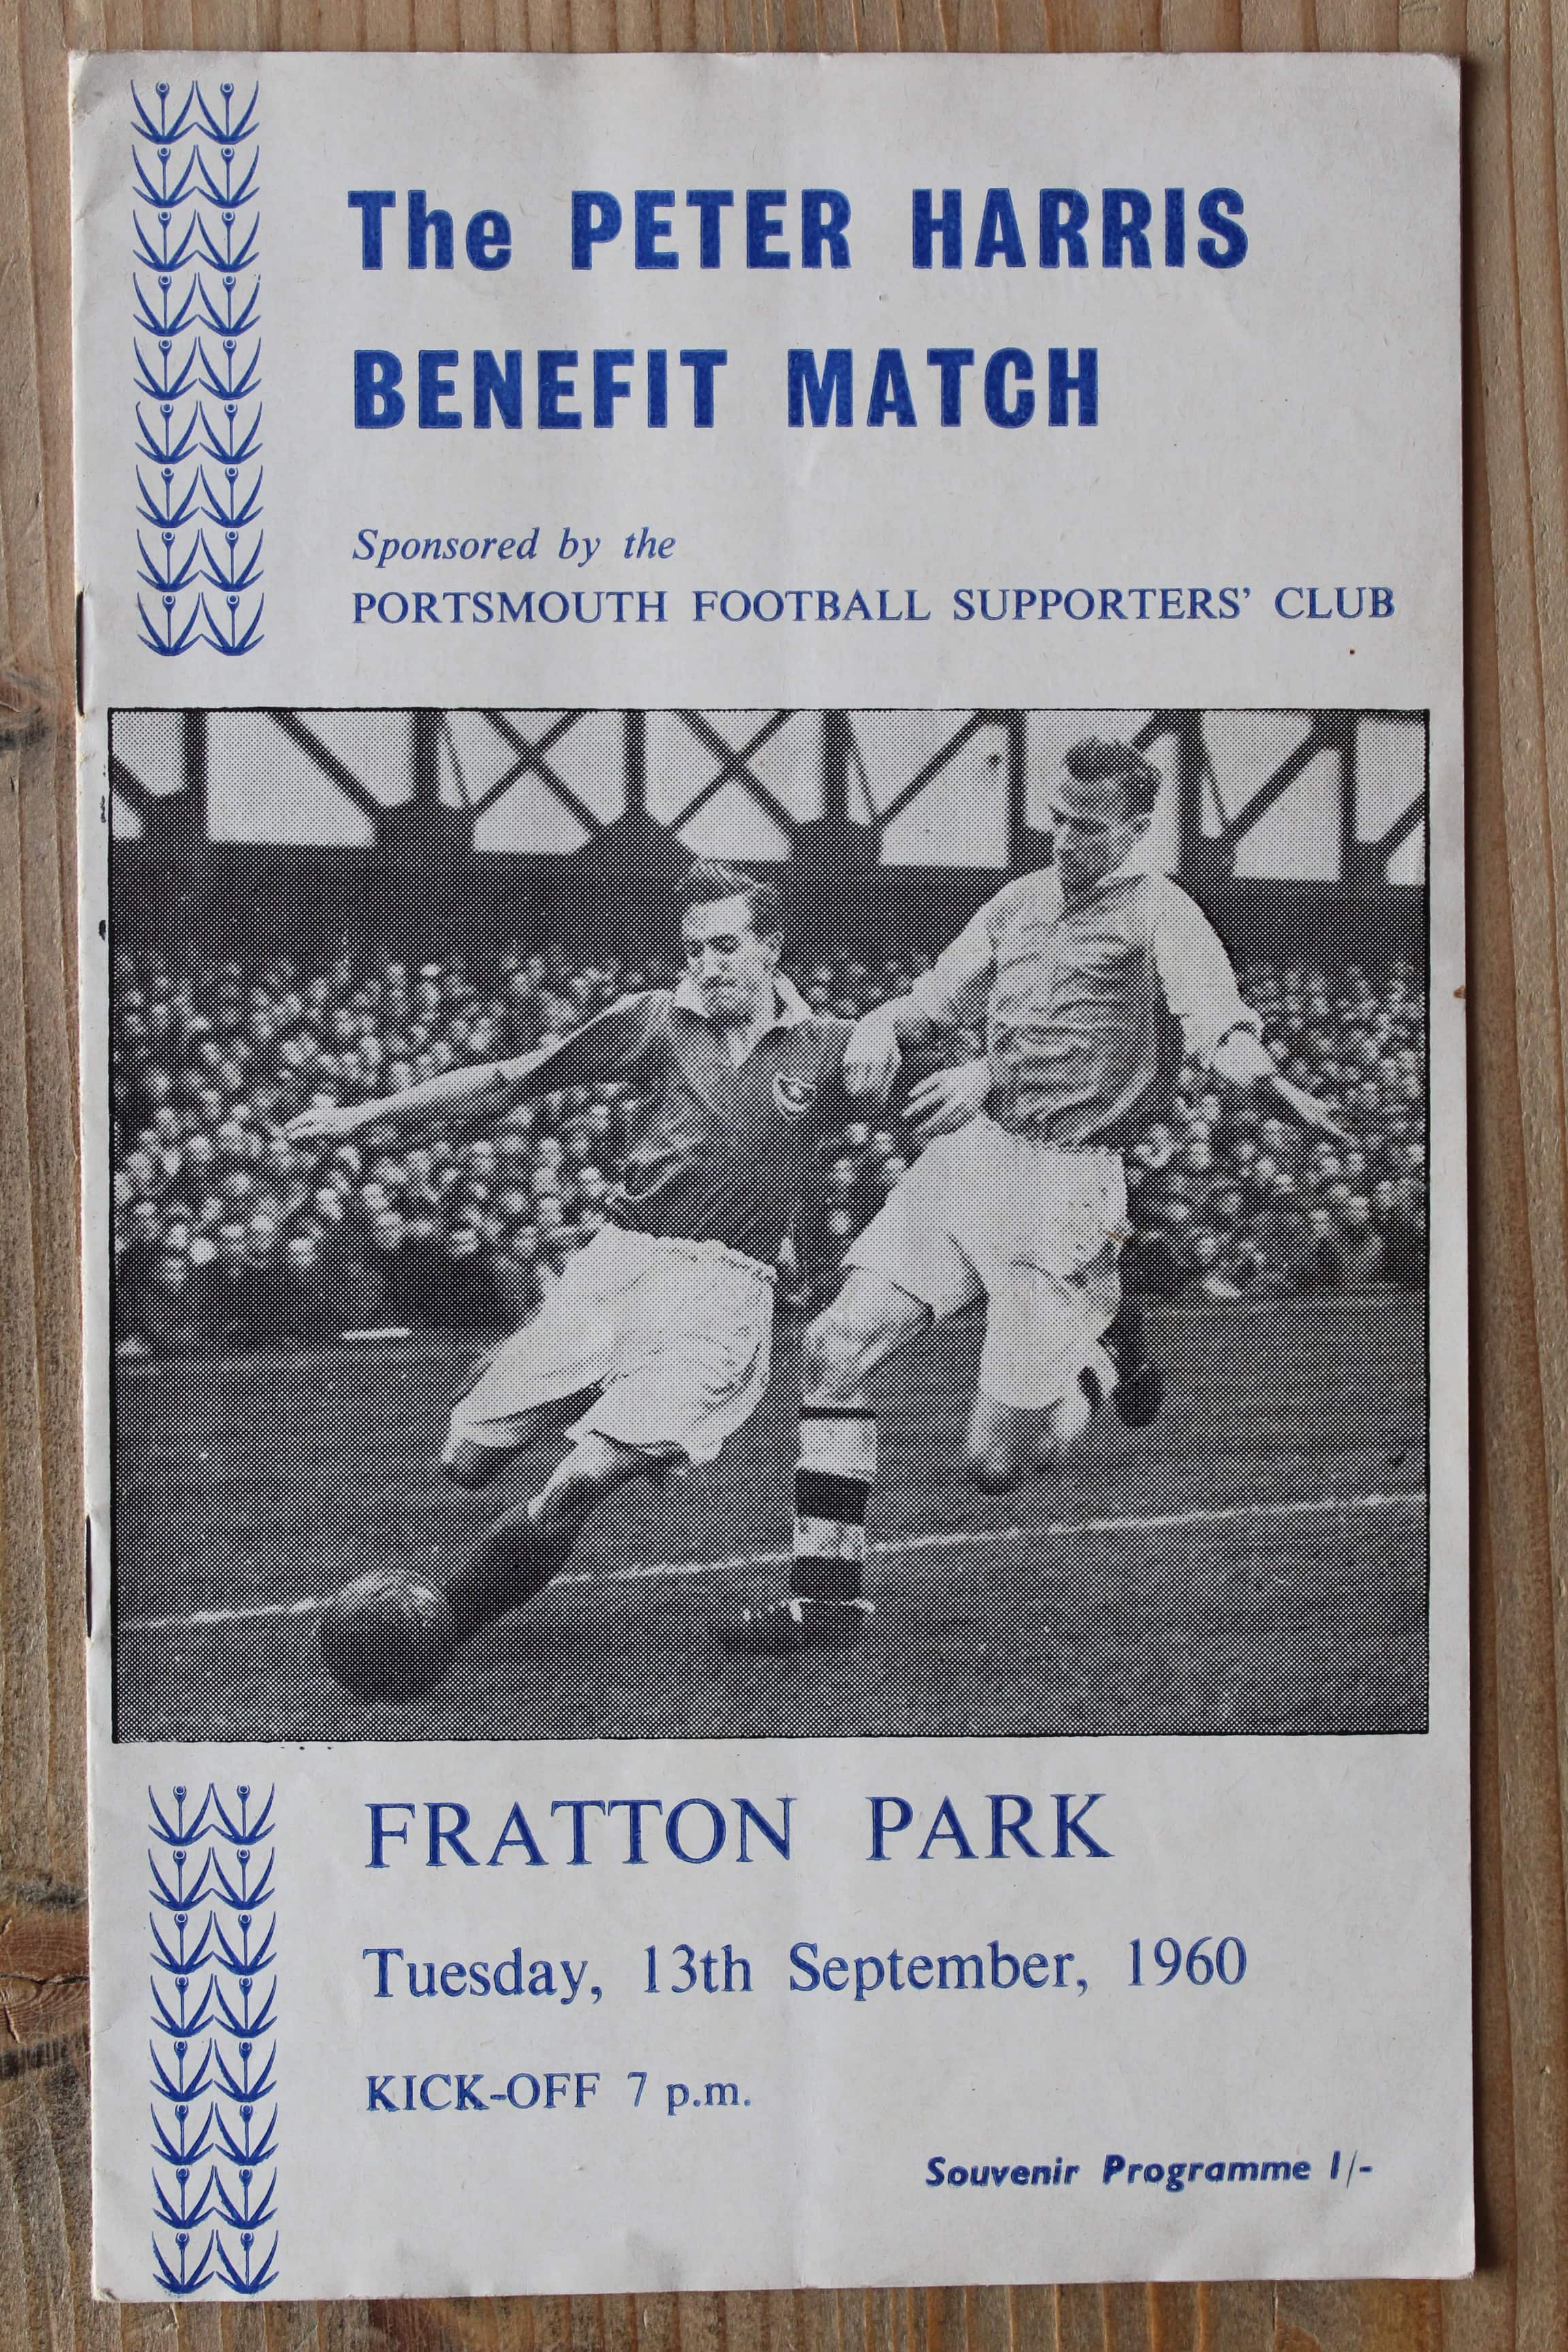 The PETER HARRIS
BENEFIT MATCH
Sponsored by the
PORTSMOUTH FOOTBALL SUPPORTERS' CLUB
FRATTON PARK
Tuesday, 13th September, 1960
KICK-OFF 7 p.m.
Souvenir Programme 1/-